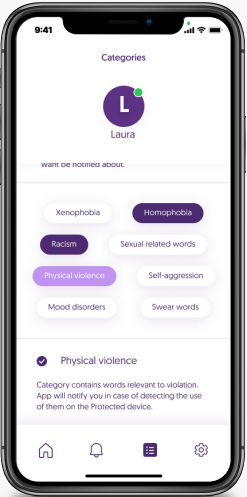 9:41
Categories
L
Laura
want be notified about.
Xenophobia Homophobia
Racism Sexual related words
Physical violence Self-aggression
Mood disorders Swear words
Physical violence
Category contains words relevant to violation.
App will notify you in case of detecting the use
of them on the Protected device.